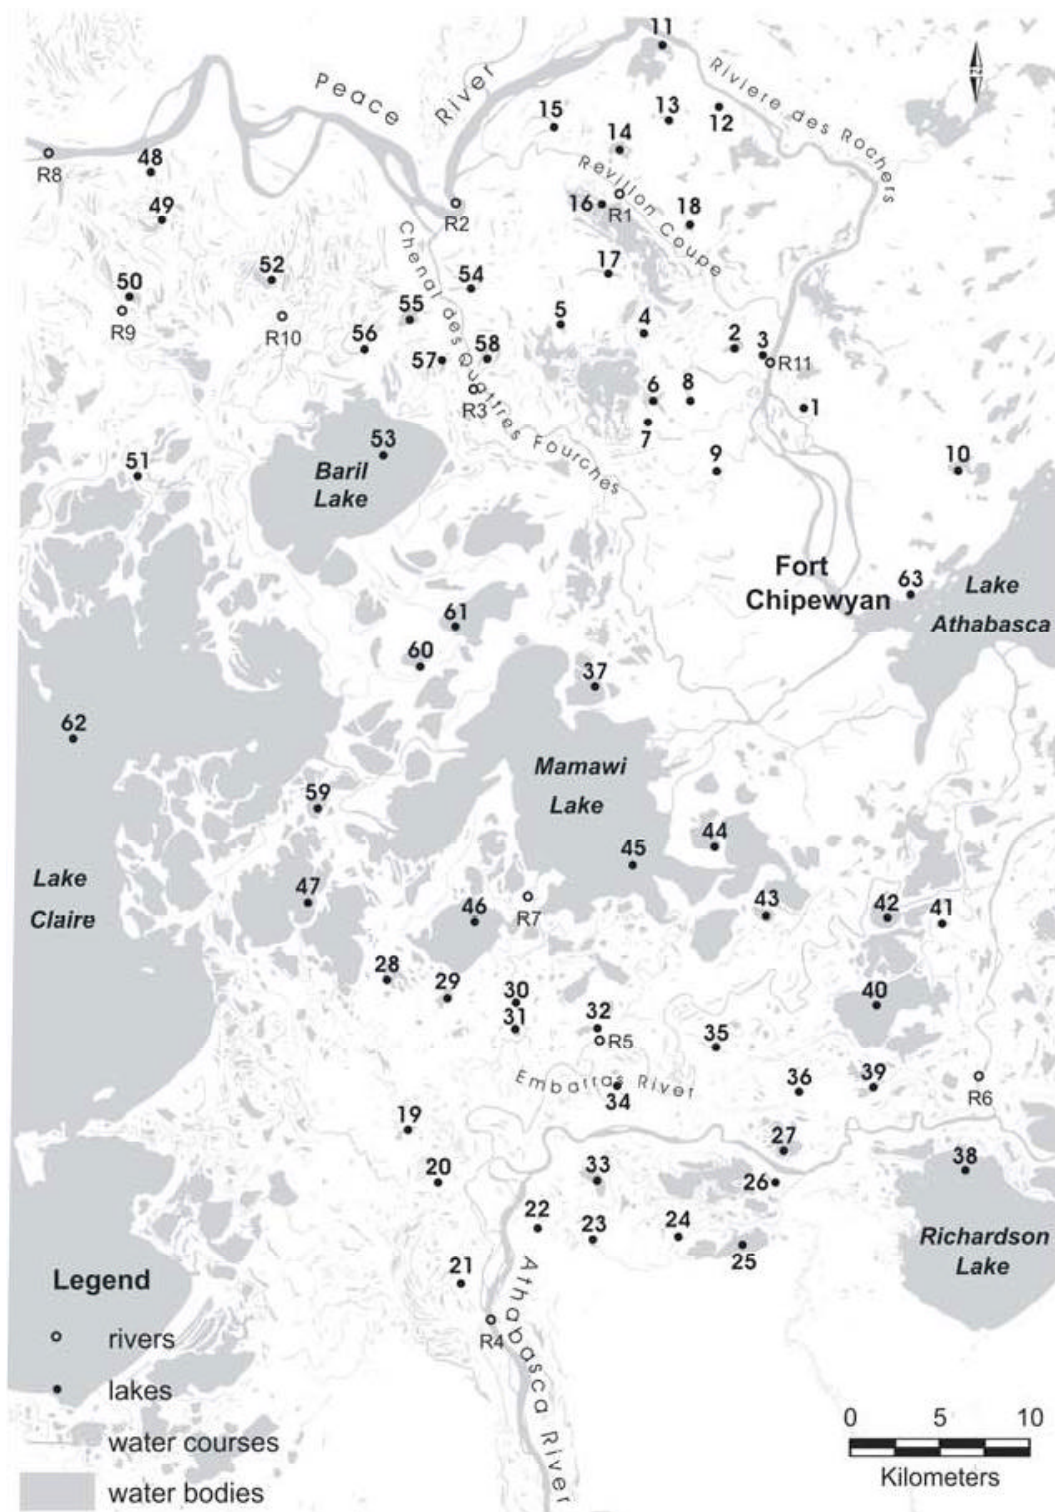 11
Peace River
Riviere des Rochers
N
15
13
12
14
48
R8
Revillon Coupe
49
R2
16
R1
18
Chenal des Quattres Fourches
17
52
54
50
R9
R10
55
5
4
56
2
3
57
58
R11
R3
6
8
1
7
53
9
10
51
Baril
Lake
Fort
Chipewyan
63
Lake
Athabasca
61
60
37
62
Mamawi
Lake
59
44
45
Lake
Claire
47
46
R7
43
42
41
28
29
30
40
31
32
R5
35
Embarras River
36
39
R6
34
19
27
38
20
33
26
22
23
24
25
Richardson
Lake
21
Legend
R4
Athabasca River
rivers
lakes
0 5 10
water courses
Kilometers
water bodies